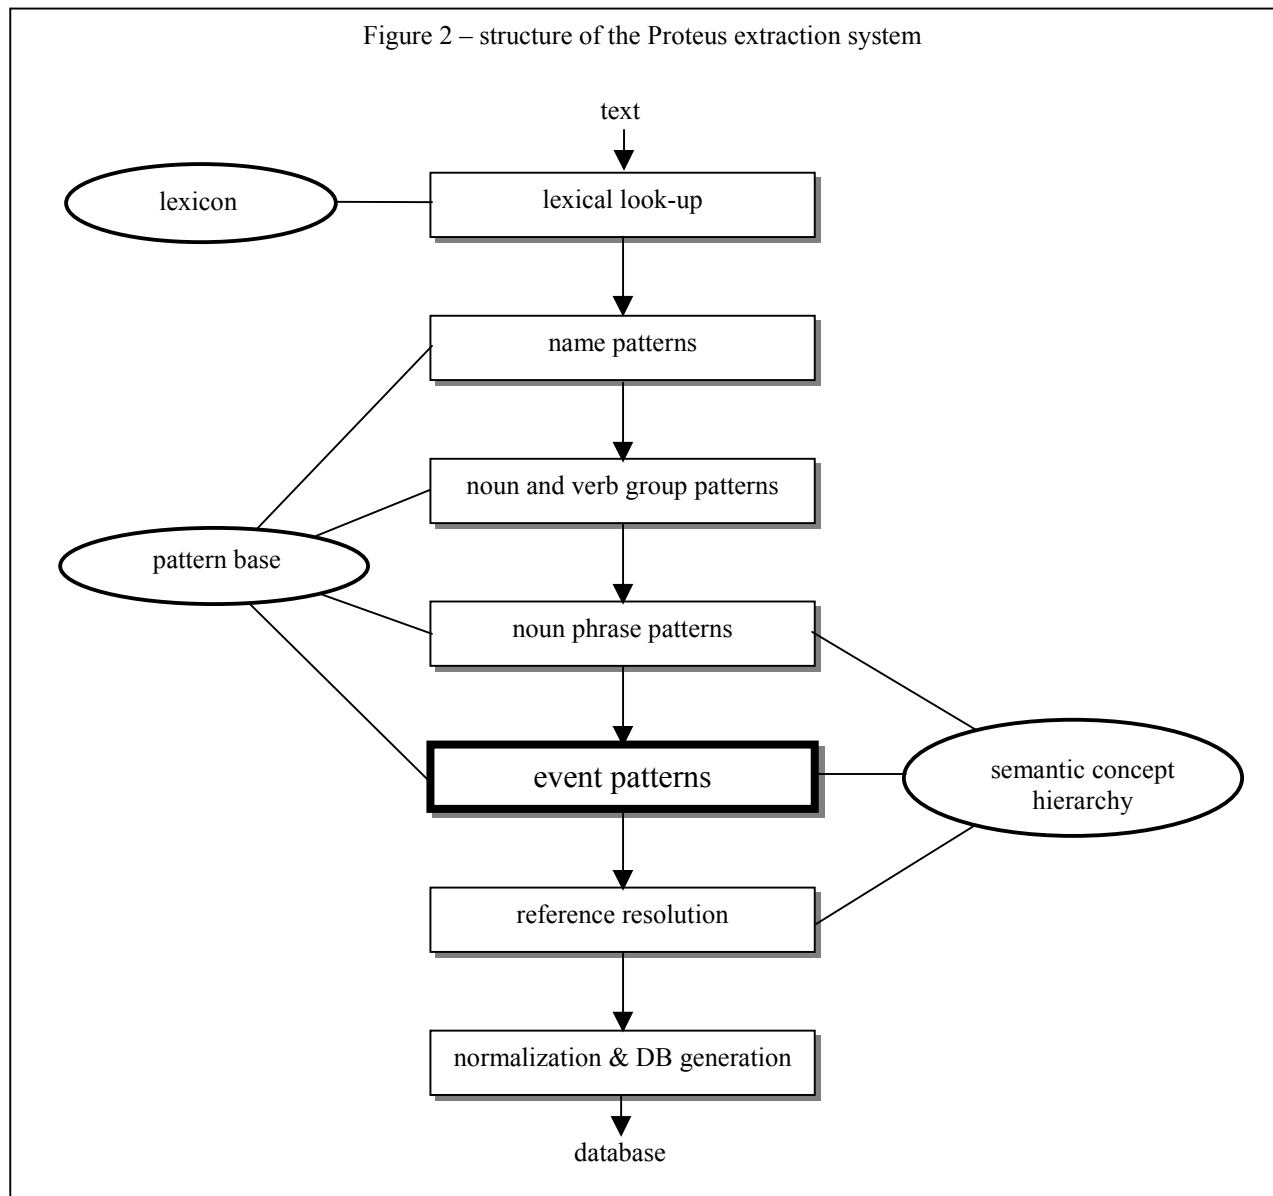 Figure 2 – structure of the Proteus extraction system
text
lexicon
lexical look-up
name patterns
noun and verb group patterns
pattern base
noun phrase patterns
event patterns
semantic concept
hierarchy
reference resolution
normalization & DB generation
database